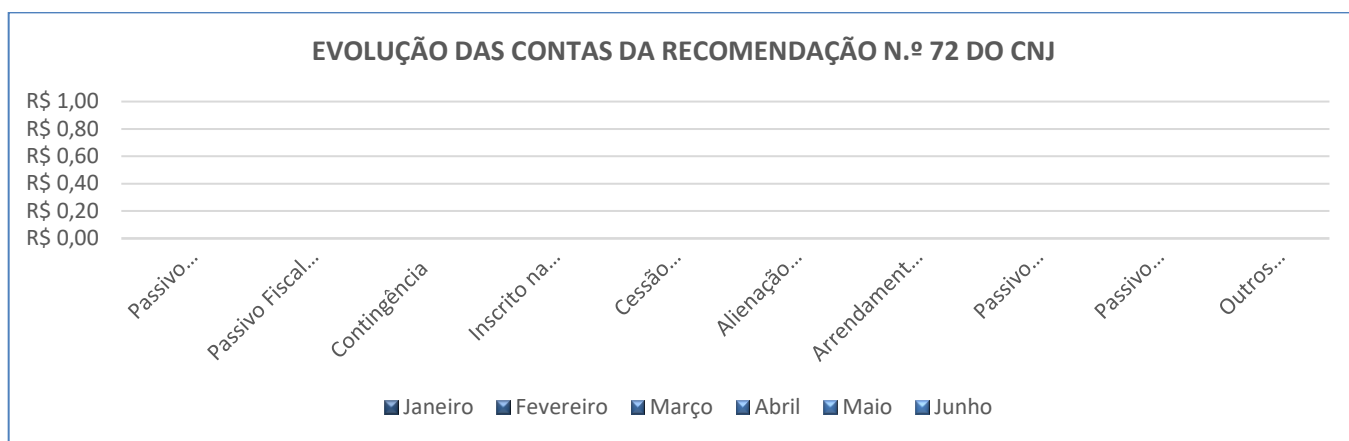 EVOLUÇÃO DAS CONTAS DA RECOMENDAÇÃO N.º 72 DO CNJ
R$ 1,00
R$ 0,80
R$ 0,60
R$ 0,40
R$ 0,20
R$ 0,00
Passivo...
Passivo Fiscal...
Contingência
Inscrito na...
Cessão...
Alienação...
Arrendament...
Passivo...
Passivo...
Outros...
Janeiro Fevereiro Março Abril Maio Junho